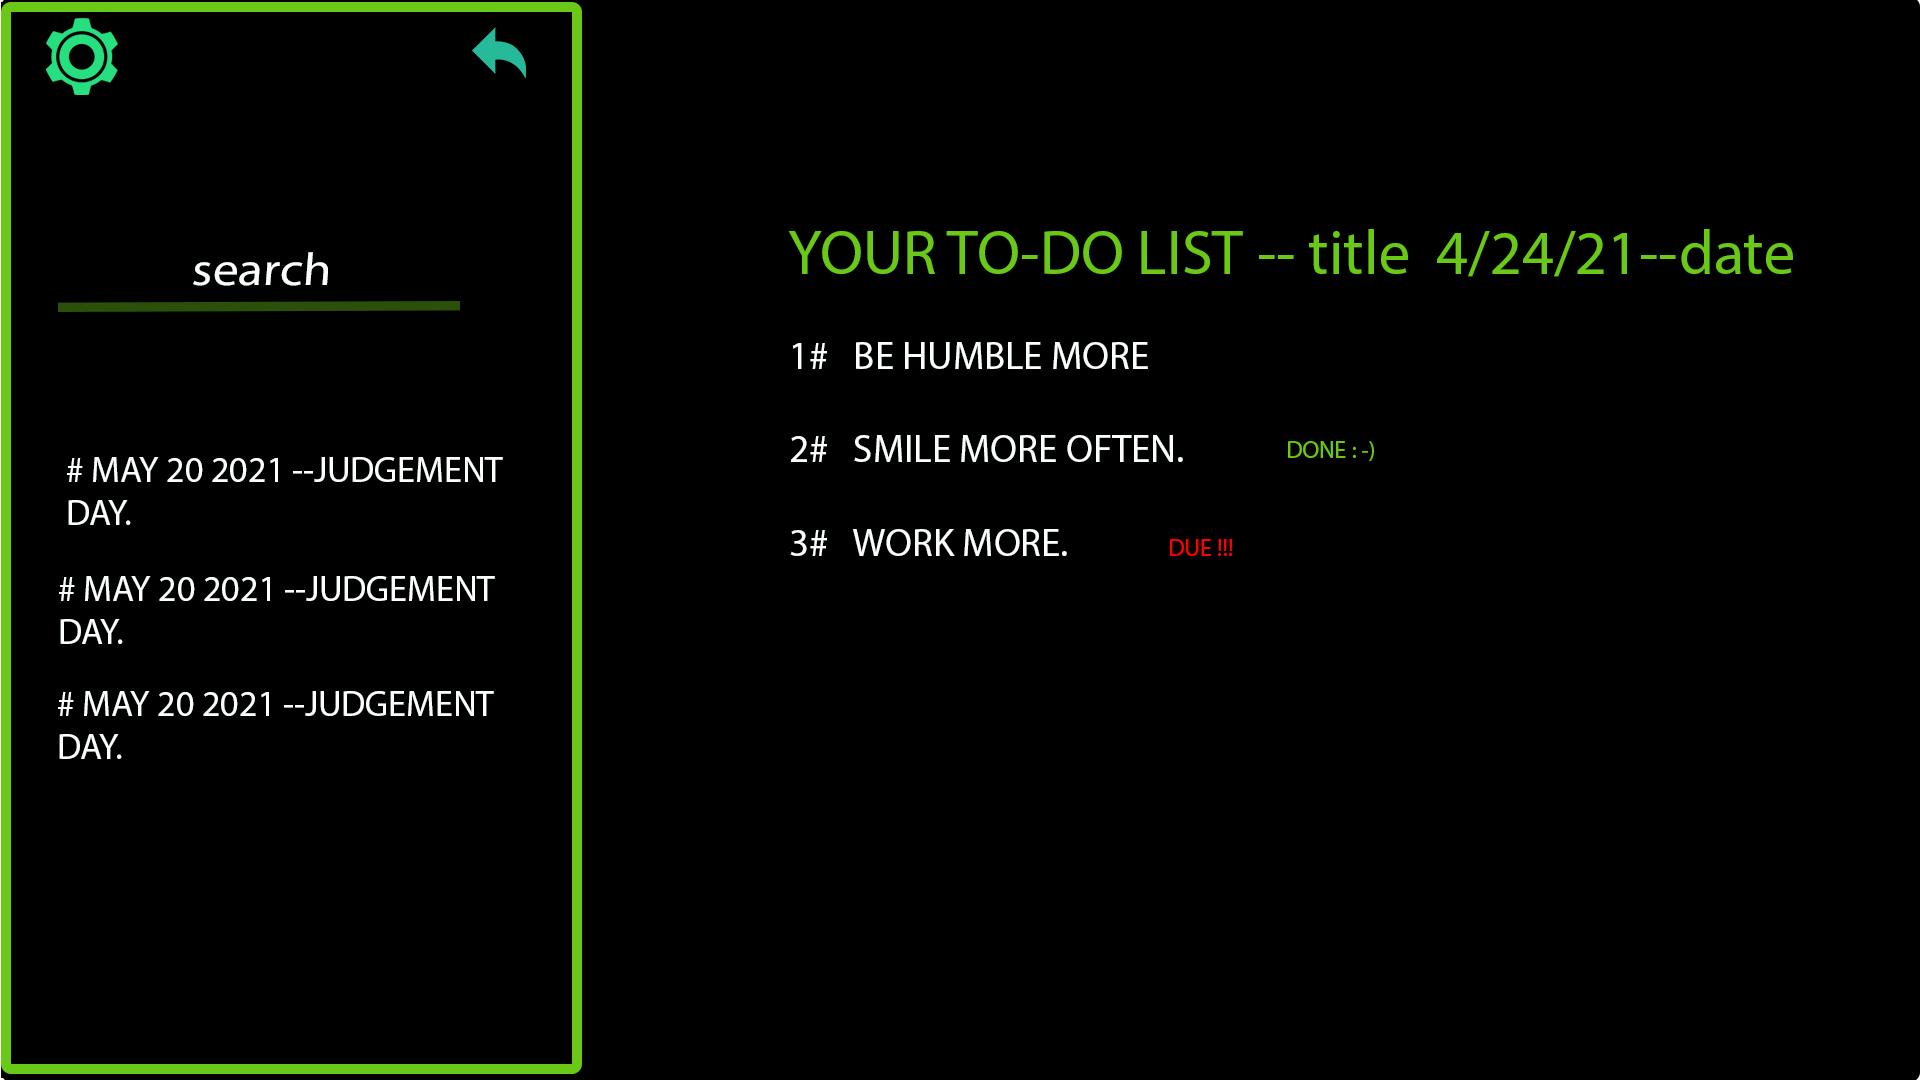 search
# MAY 20 2021 --JUDGEMENT
DAY.
# MAY 20 2021 --JUDGEMENT
DAY.
# MAY 20 2021 --JUDGEMENT
DAY.
YOUR TO-DO LIST -- title  4/24/21--date
1#   BE HUMBLE MORE
2#   SMILE MORE OFTEN.   DONE : -)
3#   WORK MORE.   DUE !!!